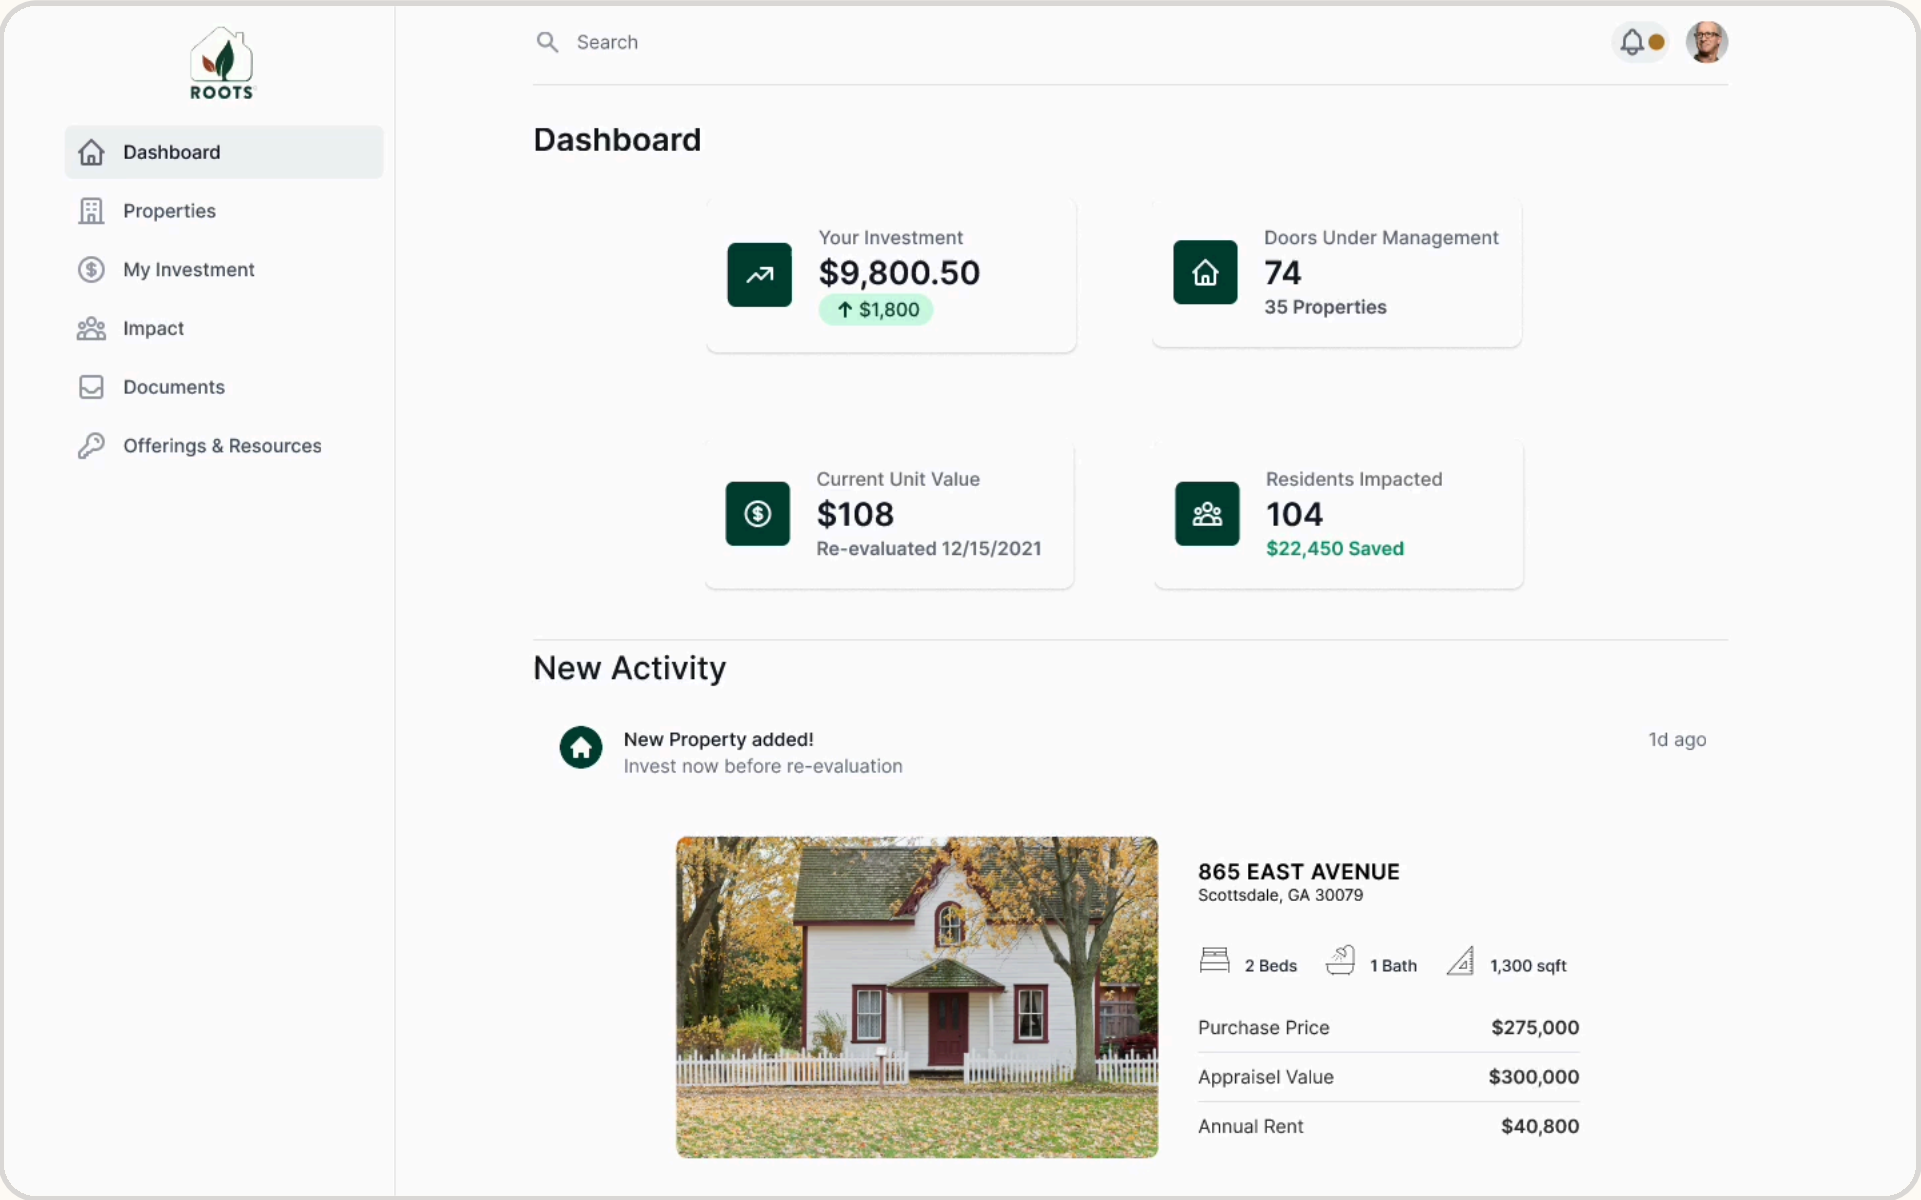 ROOTS
Dashboard
Properties
My Investment
Impact
Documents
Offerings & Resources
Search
Dashboard
Your Investment
$9,800.50
↑ $1,800
Doors Under Management
74
35 Properties
Current Unit Value
$108
Re-evaluated 12/15/2021
Residents Impacted
104
$22,450 Saved
New Activity
New Property added!
1d ago
Invest now before re-evaluation
865 EAST AVENUE
Scottsdale, GA 30079
2 Beds 1 Bath 1,300 sqft
Purchase Price $275,000
Appraisel Value $300,000
Annual Rent $40,800